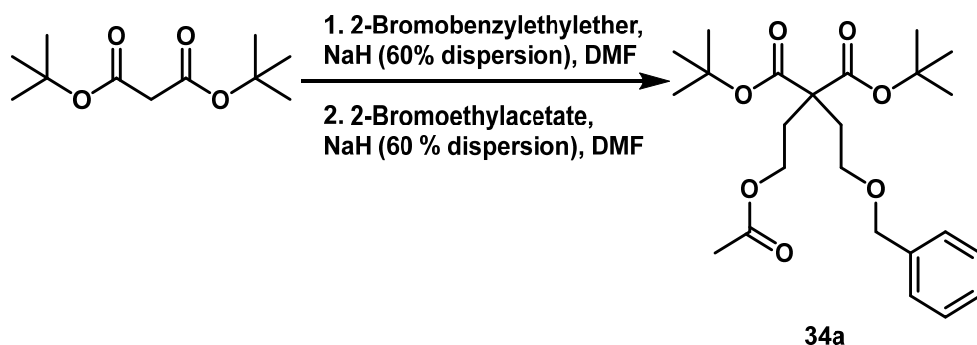 1. 2-Bromobenzylethylether,
NaH (60% dispersion), DMF
2. 2-Bromoethylacetate,
NaH (60 % dispersion), DMF
O O
O O
O O
O O
O O
O
34a